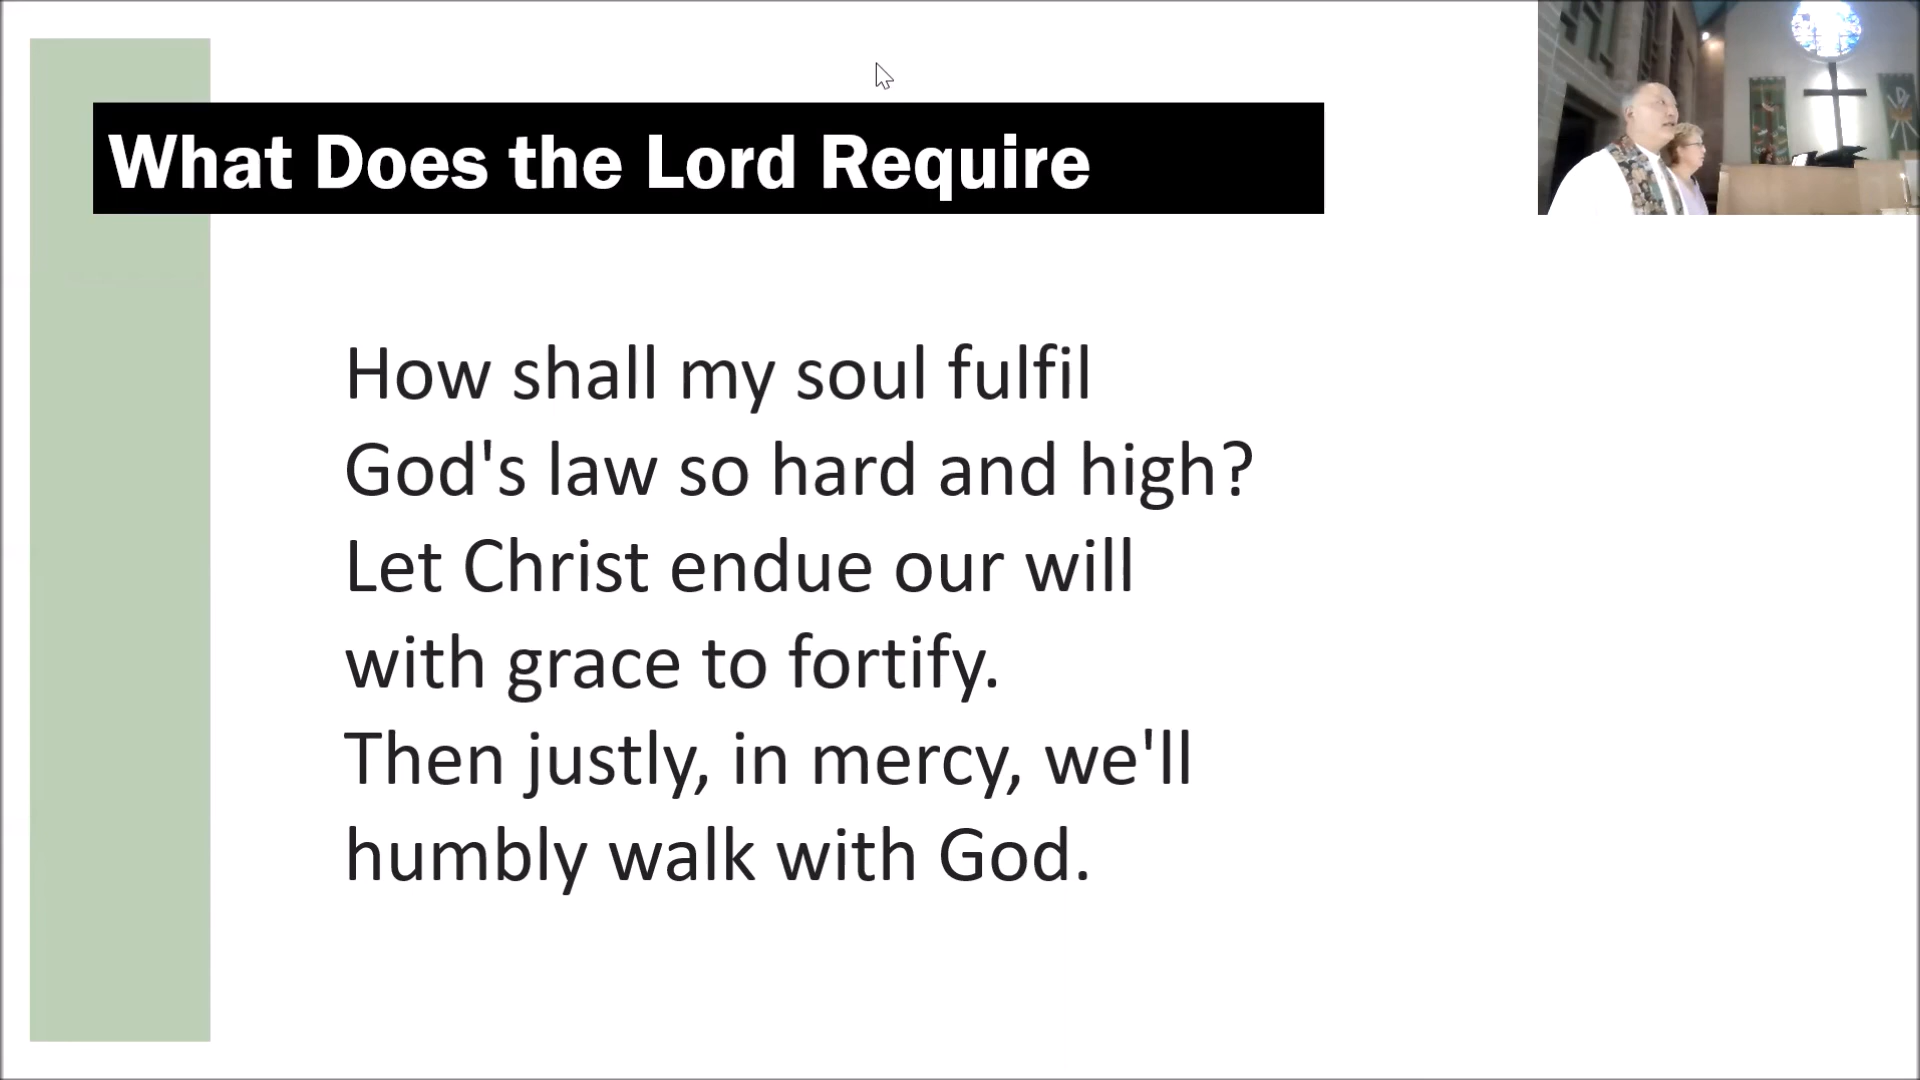 What Does the Lord Require
How shall my soul fulfil
God's law so hard and high?
Let Christ endue our will
with grace to fortify.
Then justly, in mercy, we'll
humbly walk with God.